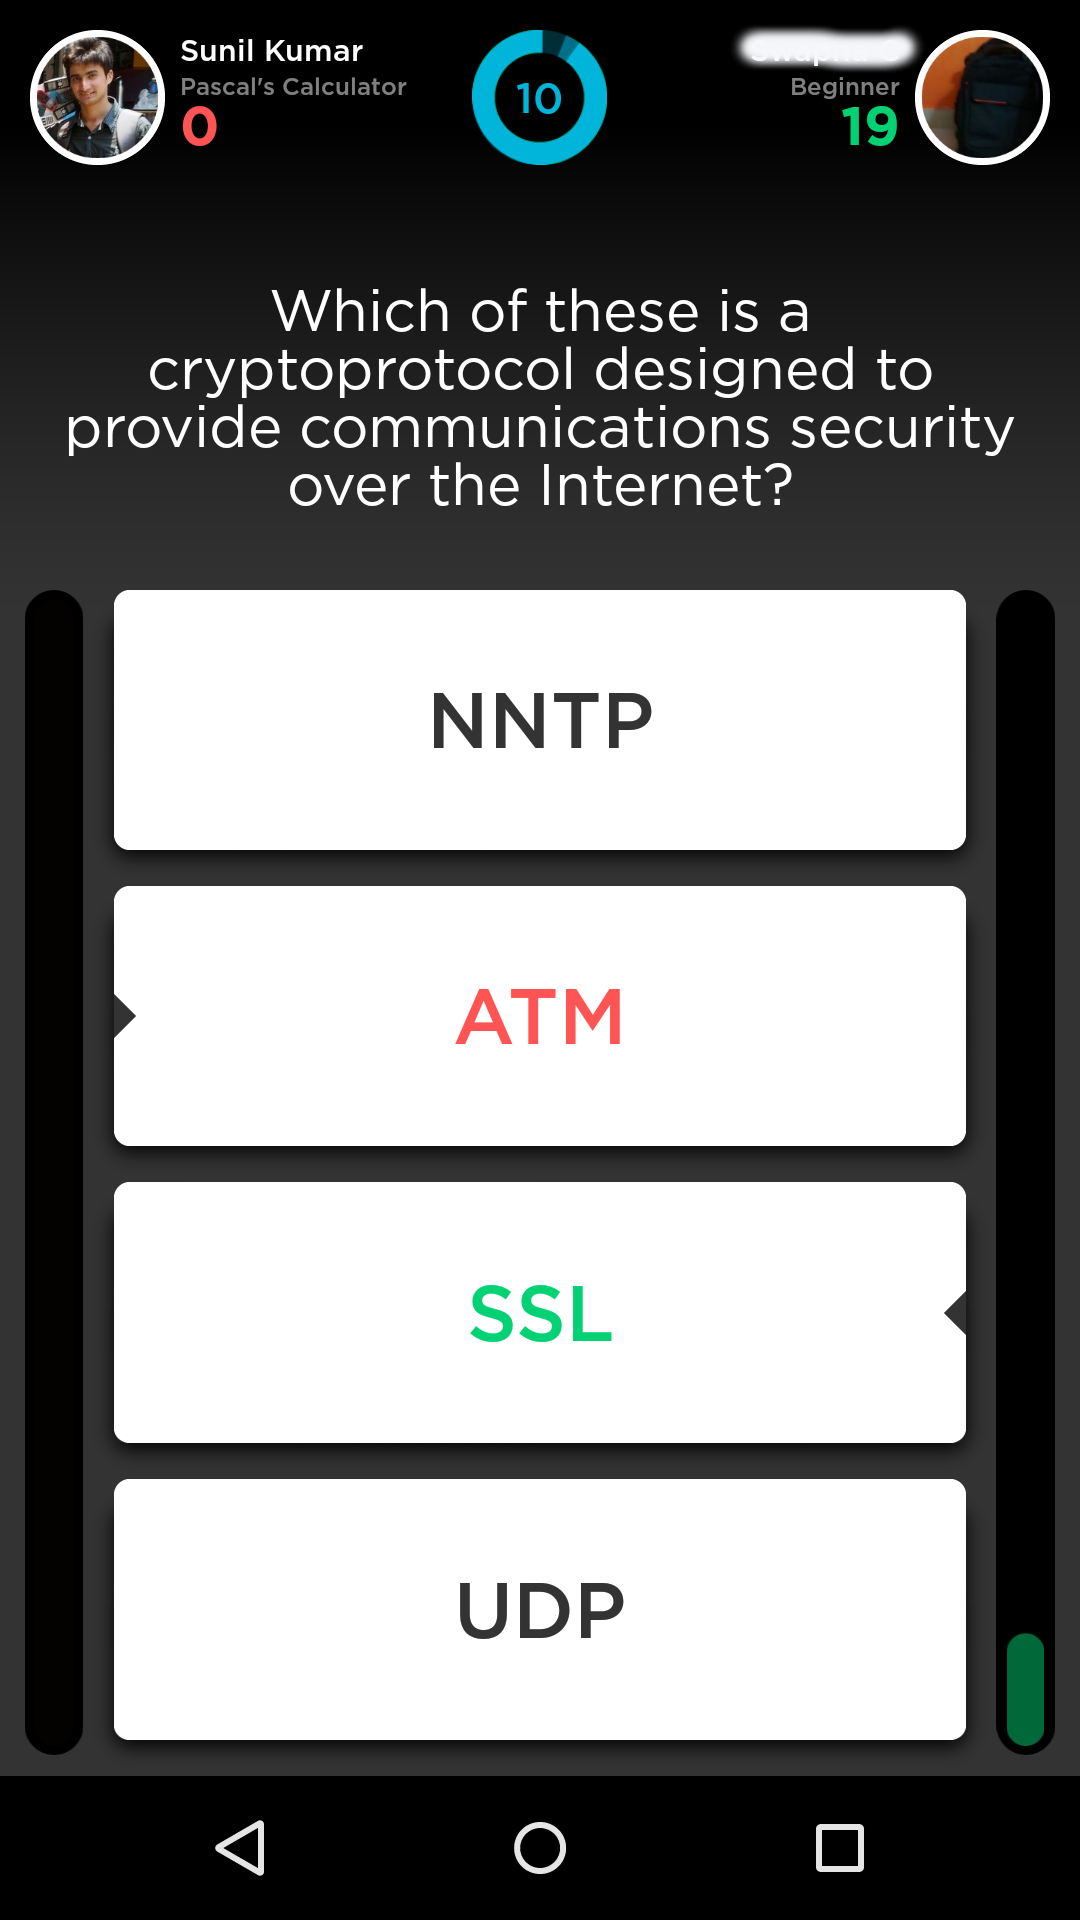 Sunil Kumar
Pascal's Calculator
0
10
Beginner
19
Which of these is a
cryptoprotocol designed to
provide communications security
over the Internet?
NNTP
ATM
SSL
UDP